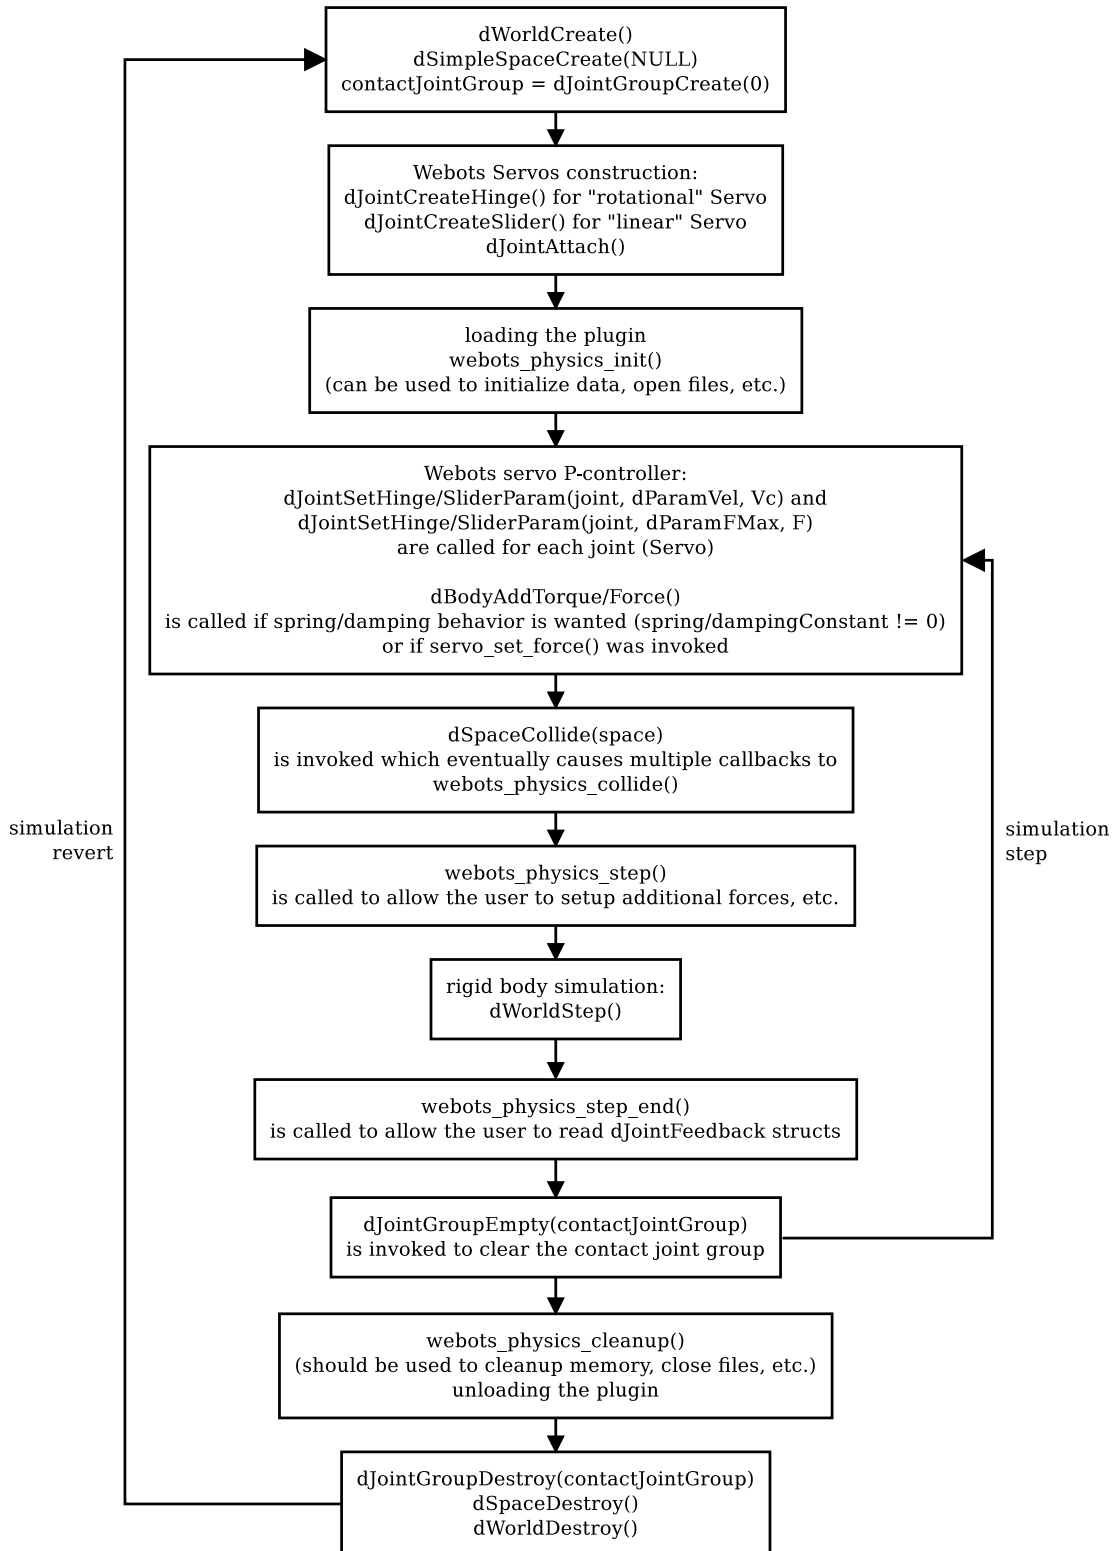 dWorldCreate()
dSimpleSpaceCreate(NULL)
contactJointGroup = dJointGroupCreate(0)
Webots Servos construction:
dJointCreateHinge() for "rotational" Servo
dJointCreateSlider() for "linear" Servo
dJointAttach()
loading the plugin
webots_physics_init()
(can be used to initialize data, open files, etc.)
Webots servo P-controller:
dJointSetHinge/SliderParam(joint, dParamVel, Vc) and
dJointSetHinge/SliderParam(joint, dParamFMax, F)
are called for each joint (Servo)
dBodyAddTorque/Force()
is called if spring/damping behavior is wanted (spring/dampingConstant != 0)
or if servo_set_force() was invoked
dSpaceCollide(space)
is invoked which eventually causes multiple callbacks to
webots_physics_collide()
simulation
revert
simulation
step
webots_physics_step()
is called to allow the user to setup additional forces, etc.
rigid body simulation:
dWorldStep()
webots_physics_step_end()
is called to allow the user to read dJointFeedback structs
dJointGroupEmpty(contactJointGroup)
is invoked to clear the contact joint group
webots_physics_cleanup()
(should be used to cleanup memory, close files, etc.)
unloading the plugin
dJointGroupDestroy(contactJointGroup)
dSpaceDestroy()
dWorldDestroy()